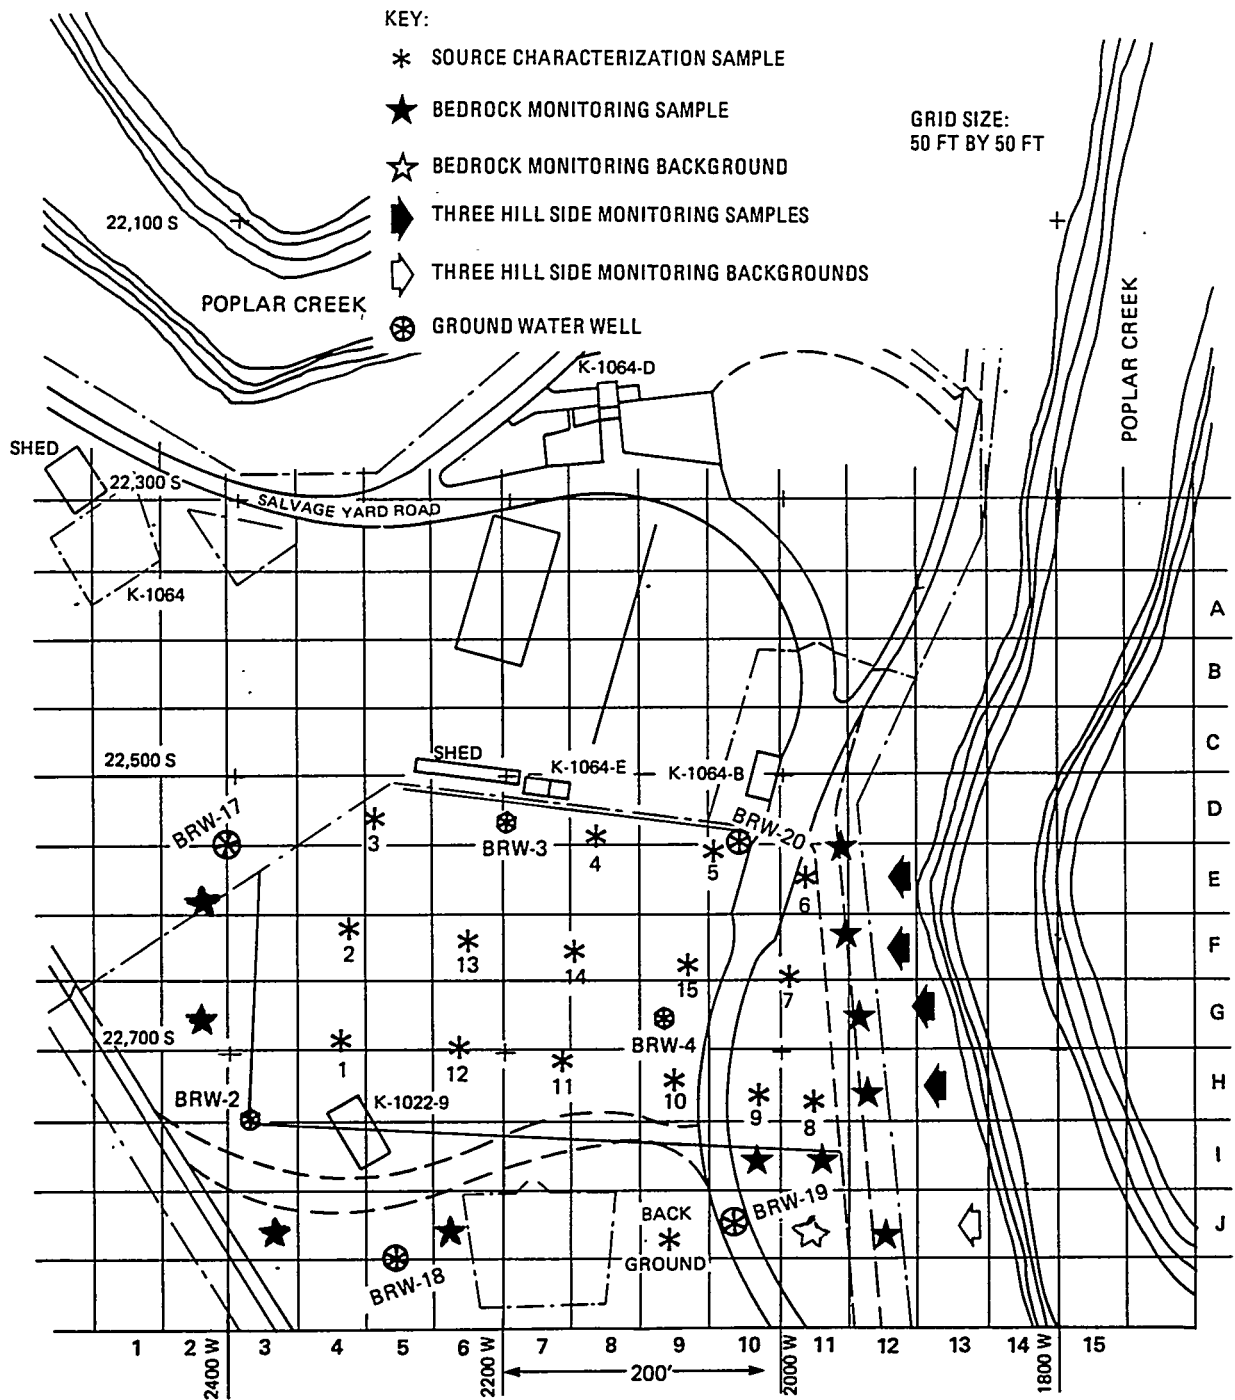 KEY:
SOURCE CHARACTERIZATION SAMPLE
BEDROCK MONITORING SAMPLE
GRID SIZE:
50 FT BY 50 FT
BEDROCK MONITORING BACKGROUND
22,100 S
THREE HILL SIDE MONITORING SAMPLES
THREE HILL SIDE MONITORING BACKGROUNDS
POPLAR CREEK
GROUND WATER WELL
POPLAR CREEK
K-1064-D
SHED
22,300 S
SALVAGE YARD ROAD
K-1064
A
B
C
SHED
22,500 S
K-1064-E
K-1064-B
D
BRW-17
BRW-20
3
BRW-3
4
5
E
6
F
2
13
14
15
7
G
22,700 S
BRW-4
1
12
11
H
10
9
8
BRW-2
K-1022-9
I
BRW-19
BACK
GROUND
J
BRW-18
1 2 3 4 5 6 7 8 9 10 11 12 13 14 15
2400 W
2200 W
200'
2000 W
1800 W